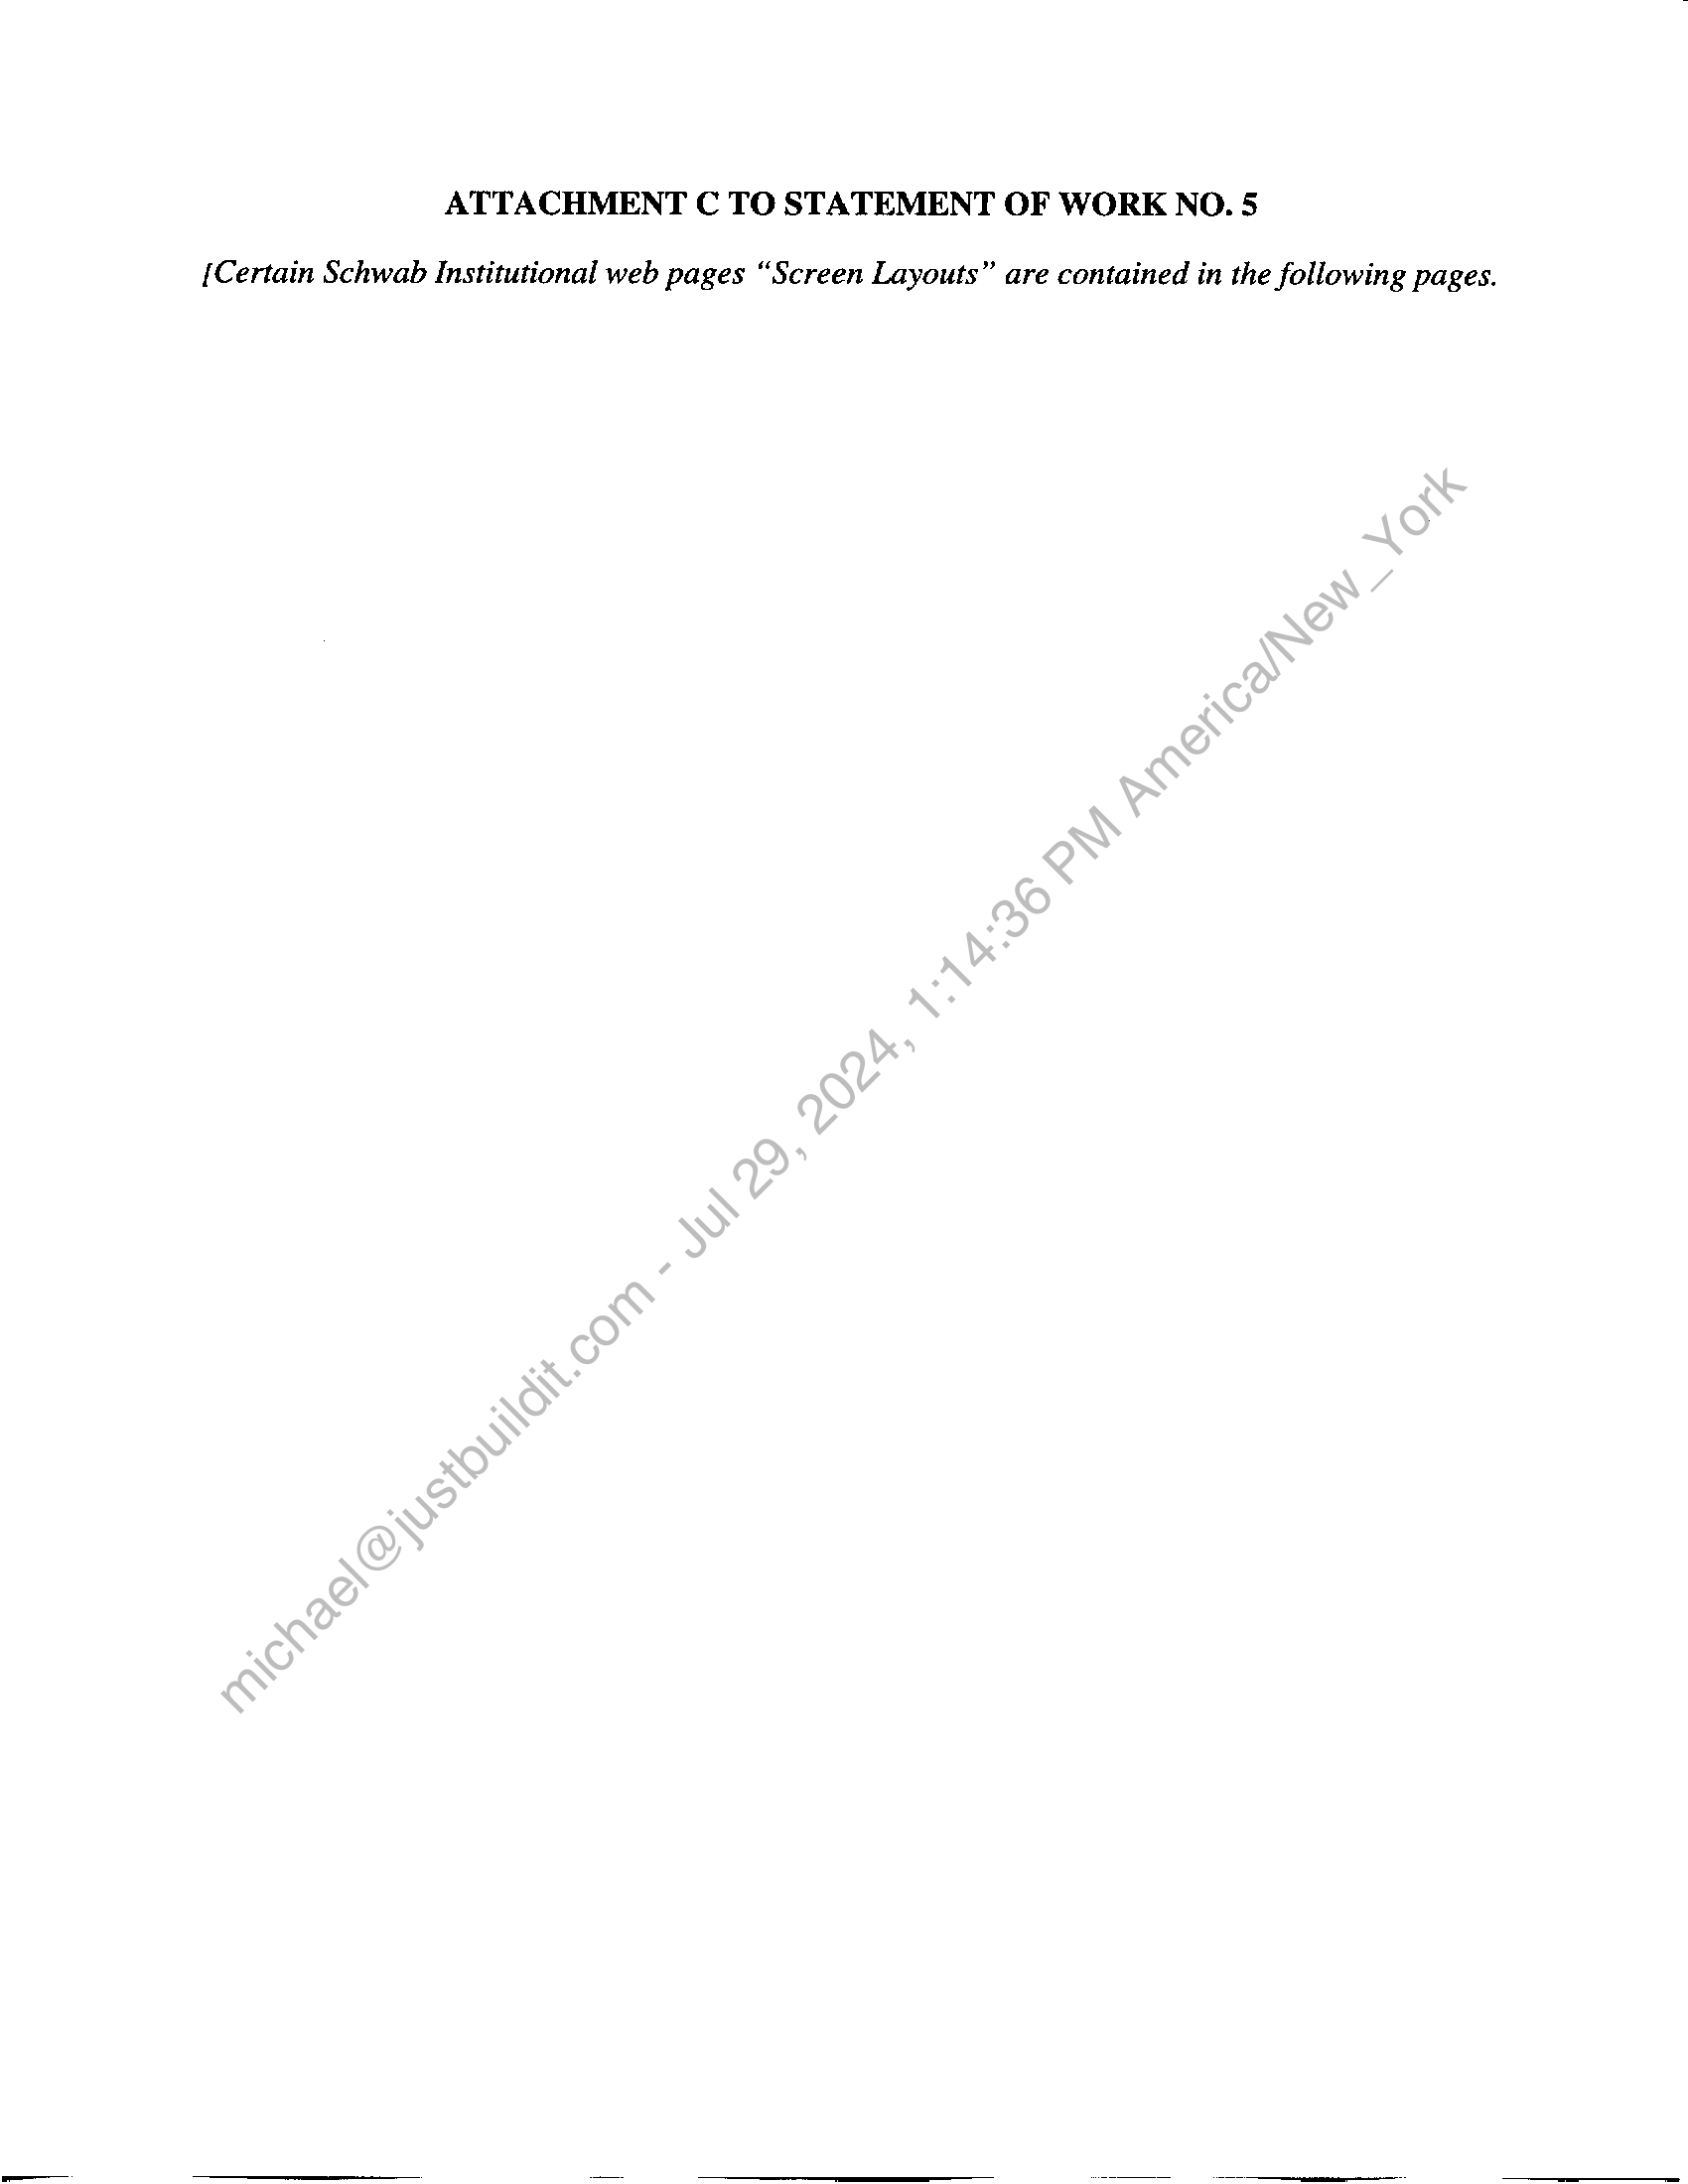 ATTACHMENT C TO STATEMENT OF WORK NO. 5
[Certain Schwab Institutional web pages “Screen Layouts” are contained in the following pages.
michael@justbuildit.com - Jul 29, 2024, 1:14:36 PM America/New_York